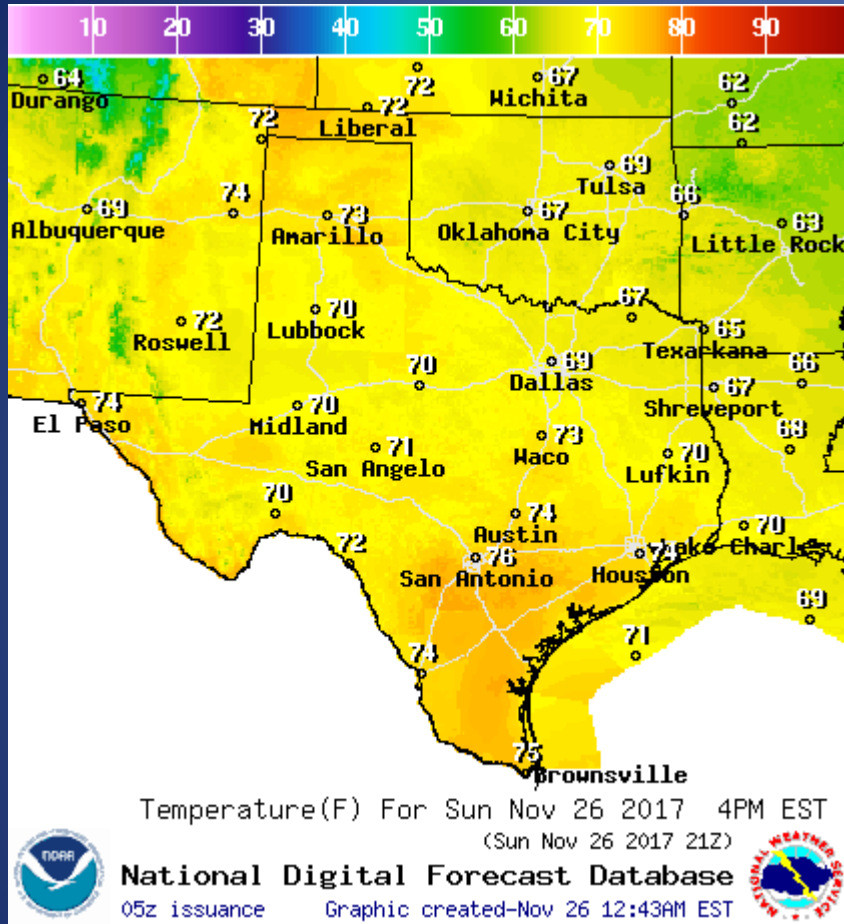 10 20 30 40 50 60 70 80 90
64
Durango
72
72
Liberal
67
Wichita
62
62
72
69
Tulsa
69
Albuquerque
74
73
Amarillo
67
Oklahoma City
66
63
Little Rock
72
Roswell
70
Lubbock
67
65
Texarkana
70
69
Dallas
67
Shreveport
66
74
El Paso
70
Midland
71
San Angelo
73
Waco
70
Lufkin
68
70
74
Austin
70
Lake Charles
72
76
San Antonio
Houston
69
71
74
75
Brownsville
Temperature(F) For Sun Nov 26 2017 4PM EST
(Sun Nov 26 2017 21Z)
NOAA
NATIONAL WEATHER SERVICE
National Digital Forecast Database
05z issuance Graphic created-Nov 26 12:43AM EST